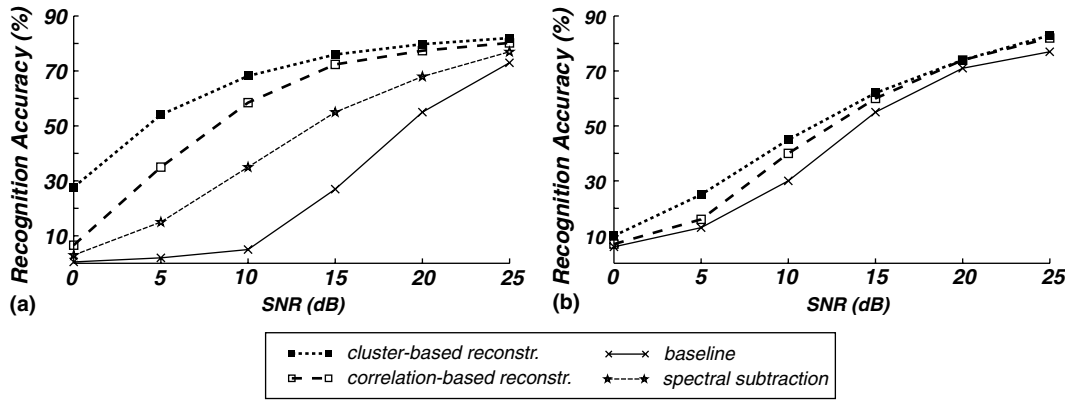 Recognition Accuracy (%)
90
70
50
30
10
0 5 10 15 20 25
SNR (dB)
(a)
Recognition Accuracy (%)
90
70
50
30
10
0 5 10 15 20 25
SNR (dB)
(b)
cluster-based reconstr.
correlation-based reconstr.
baseline
spectral subtraction